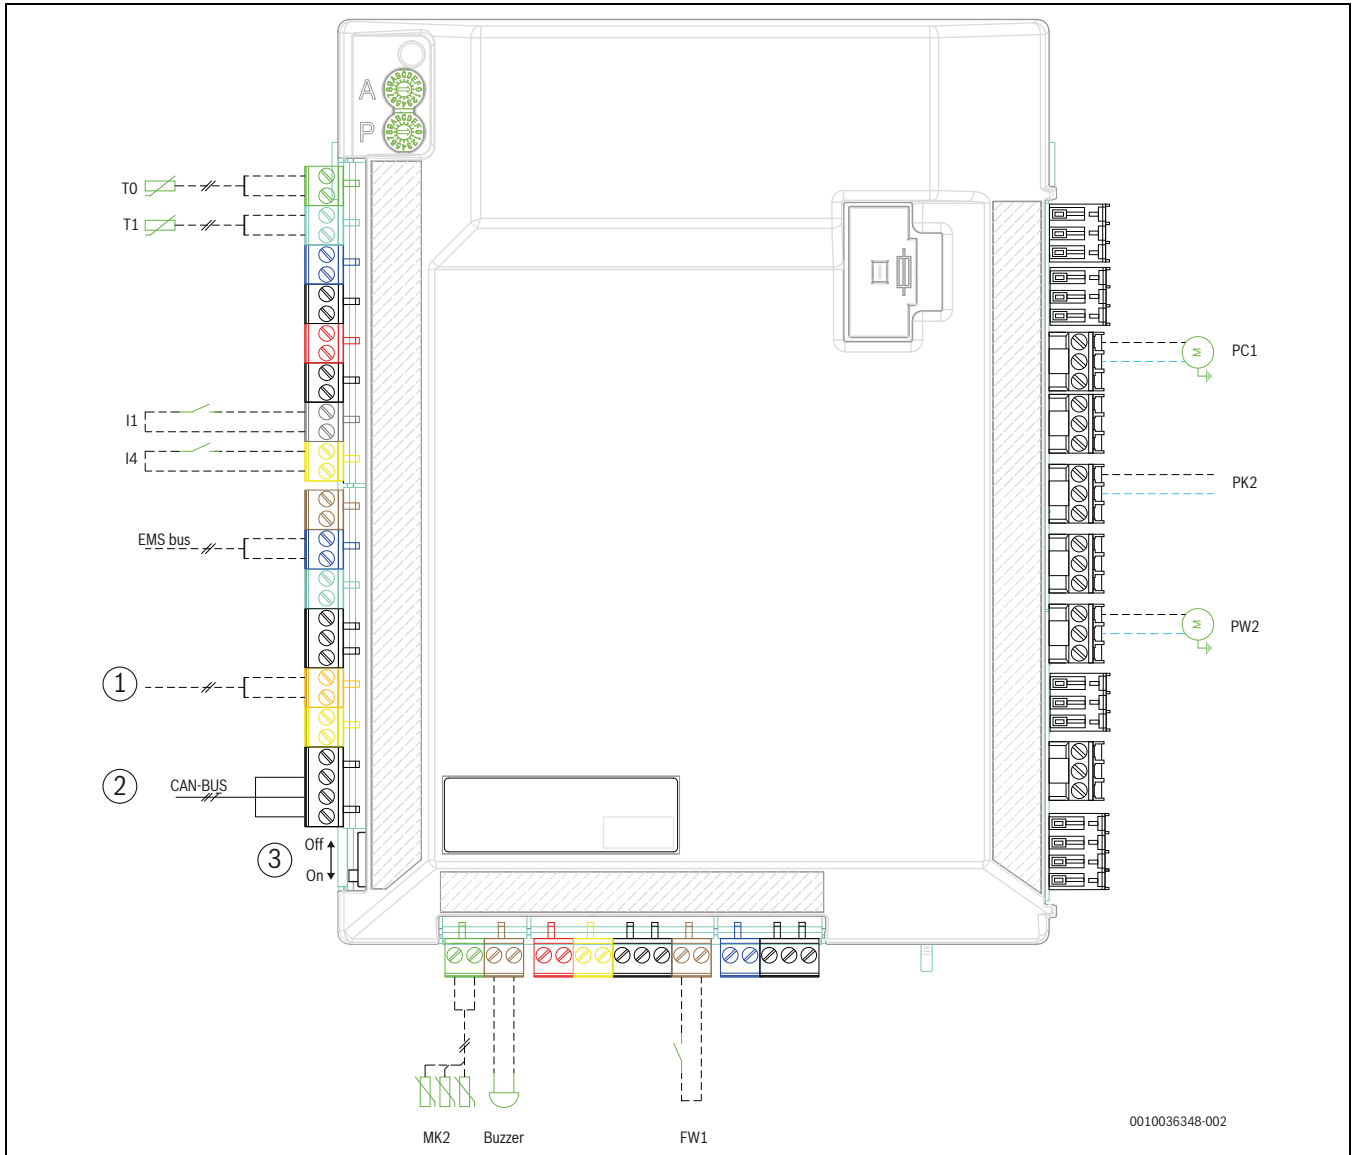 A
P
T0
T1
I1
I4
EMS bus
1
2
CAN-BUS
3
Off
On
M
PC1
PK2
M
PW2
MK2
Buzzer
FW1
0010036348-002